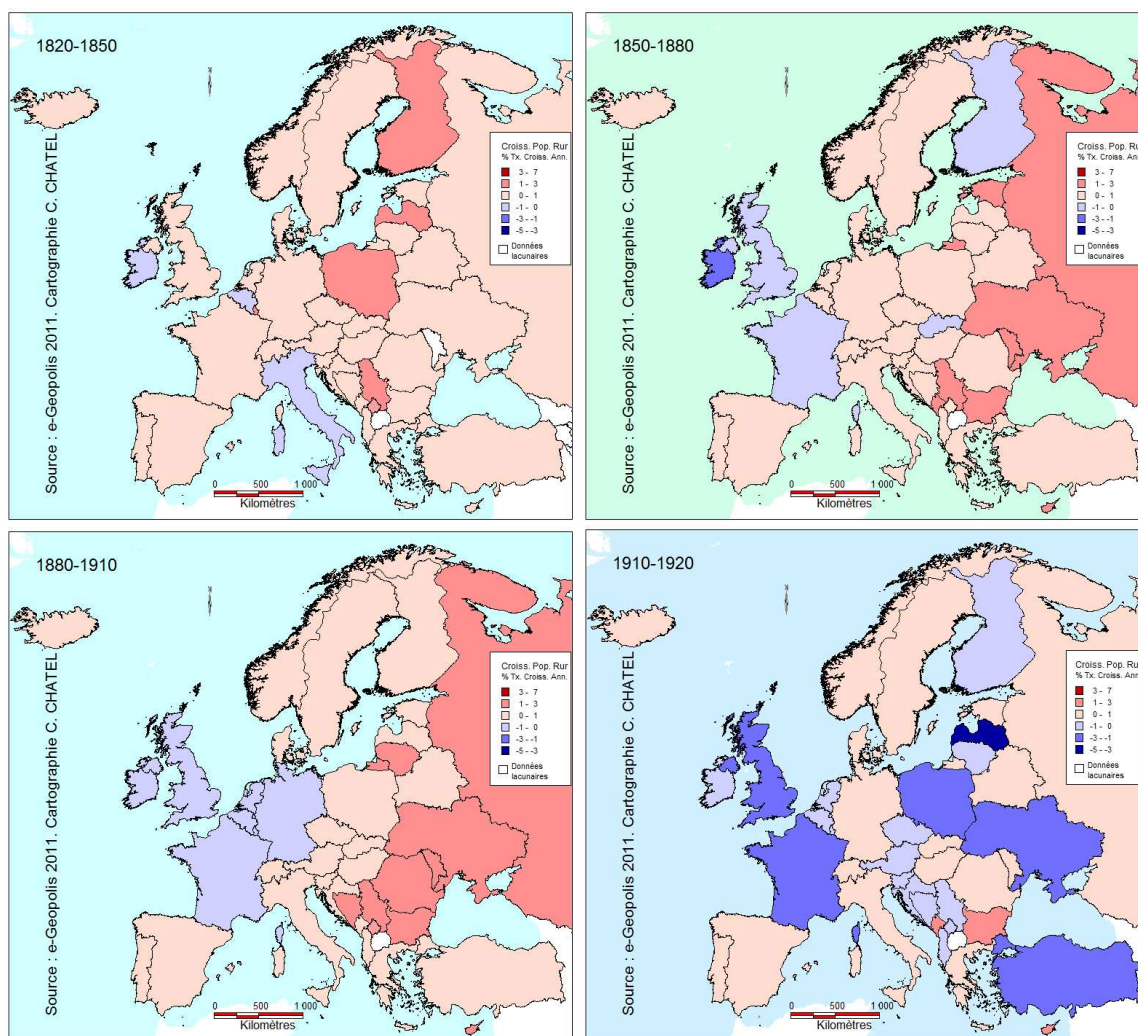 1820-1850
Source : e-Geopolis 2011. Cartographie C. CHATEL
Croiss. Pop. Rur
% Tx. Croiss. Ann.
3 - 7
1 - 3
0 - 1
-1 - 0
-3 --1
-5 --3
Données
lacunaires
0 500 1 000
Kilomètres
1850-1880
Source : e-Geopolis 2011. Cartographie C. CHATEL
Croiss. Pop. Rur
% Tx. Croiss. Ann.
3 - 7
1 - 3
0 - 1
-1 - 0
-3 --1
-5 --3
Données
lacunaires
0 500 1 000
Kilomètres
1880-1910
Source : e-Geopolis 2011. Cartographie C. CHATEL
Croiss. Pop. Rur
% Tx. Croiss. Ann.
3 - 7
1 - 3
0 - 1
-1 - 0
-3 --1
-5 --3
Données
lacunaires
0 500 1 000
Kilomètres
1910-1920
Source : e-Geopolis 2011. Cartographie C. CHATEL
Croiss. Pop. Rur
% Tx. Croiss. Ann.
3 - 7
1 - 3
0 - 1
-1 - 0
-3 --1
-5 --3
Données
lacunaires
0 500 1 000
Kilomètres